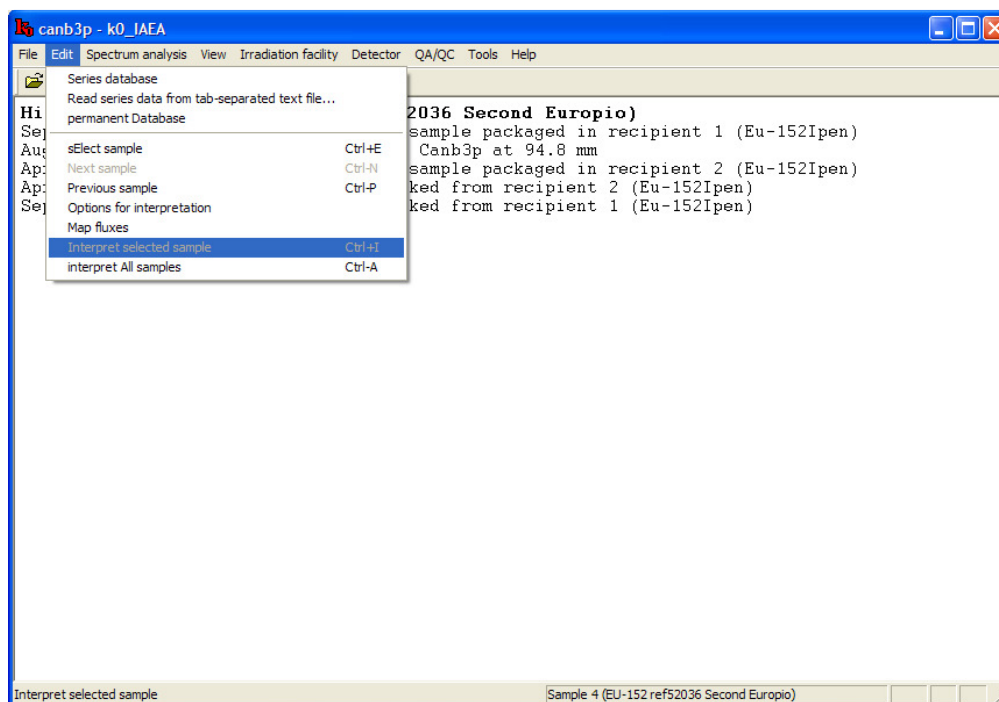 canb3p - k0_IAEA
File Edit Spectrum analysis View Irradiation facility Detector QA/QC Tools Help
Series database
Read series data from tab-separated text file...
permanent Database
sElect sample Ctrl+E
Next sample Ctrl-N
Previous sample Ctrl-P
Options for interpretation
Map fluxes
Interpret selected sample Ctrl+I
interpret All samples Ctrl-A
Hi 2036 Second Europio)
Sep sample packaged in recipient 1 (Eu-152Ipen)
Aug Canb3p at 94.8 mm
Apr sample packaged in recipient 2 (Eu-152Ipen)
Apr ked from recipient 2 (Eu-152Ipen)
Sep ked from recipient 1 (Eu-152Ipen)
Interpret selected sample
Sample 4 (EU-152 ref52036 Second Europio)